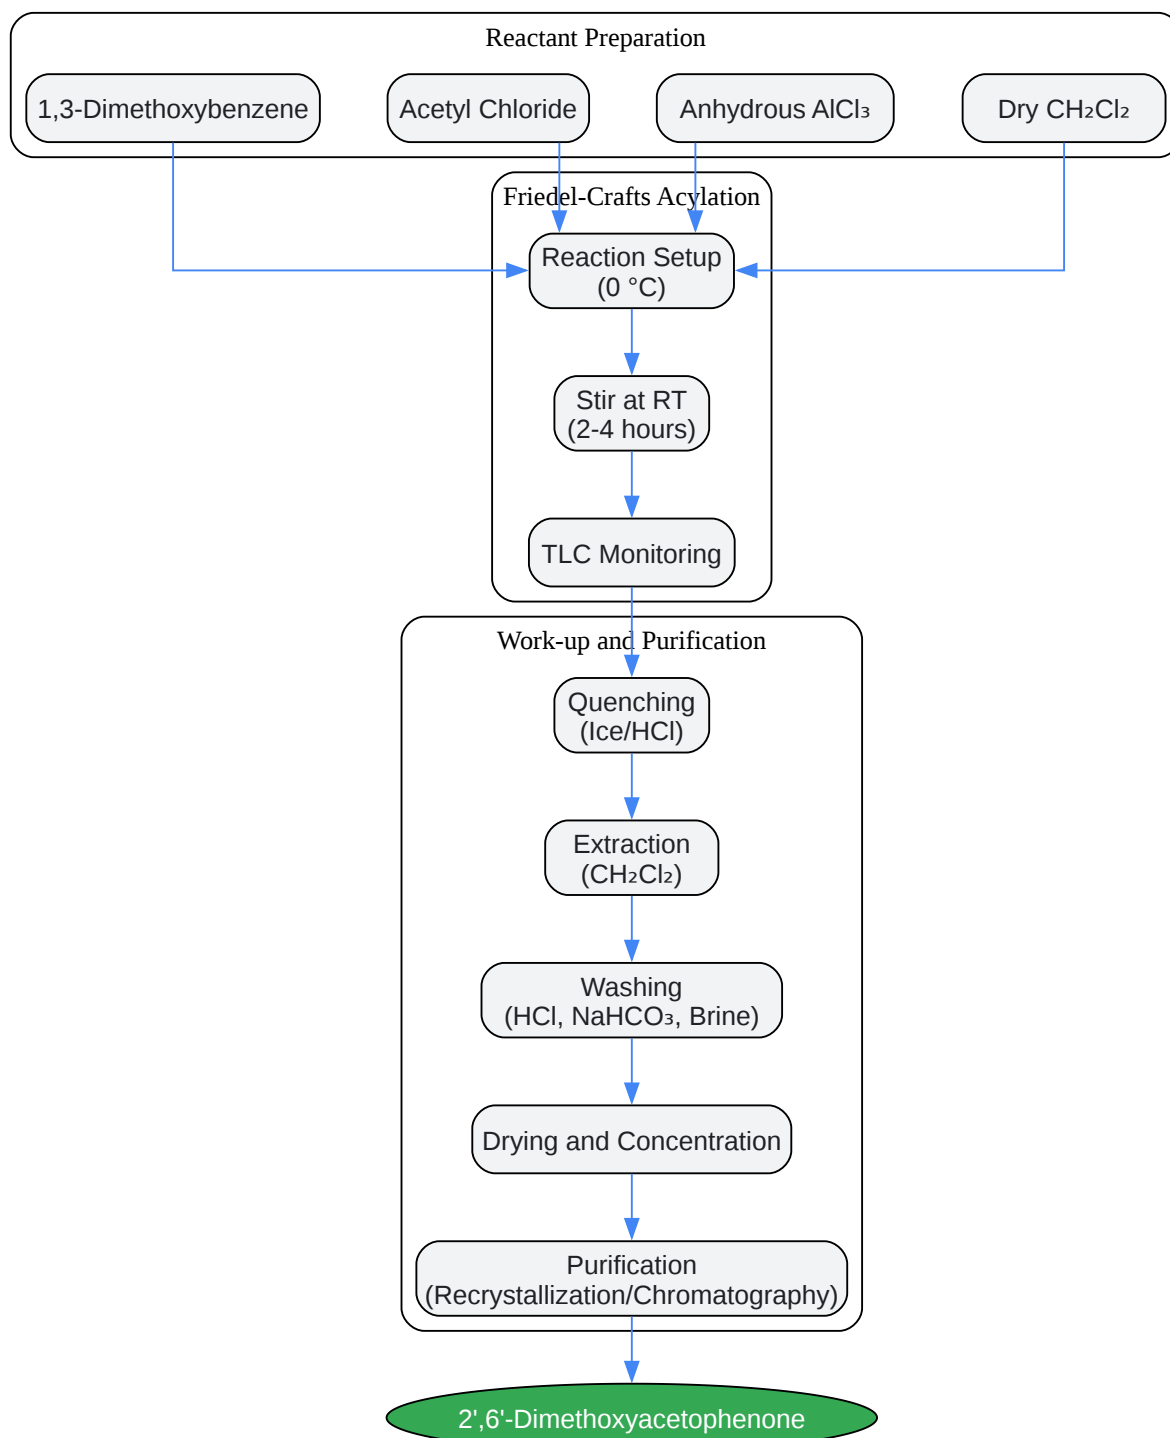 Reactant Preparation
1,3-Dimethoxybenzene
Acetyl Chloride
Anhydrous AlCl₃
Dry CH₂Cl₂
Friedel-Crafts Acylation
Reaction Setup
(0 °C)
Stir at RT
(2-4 hours)
TLC Monitoring
Work-up and Purification
Quenching
(Ice/HCl)
Extraction
(CH₂Cl₂)
Washing
(HCl, NaHCO₃, Brine)
Drying and Concentration
Purification
(Recrystallization/Chromatography)
2',6'-Dimethoxyacetophenone